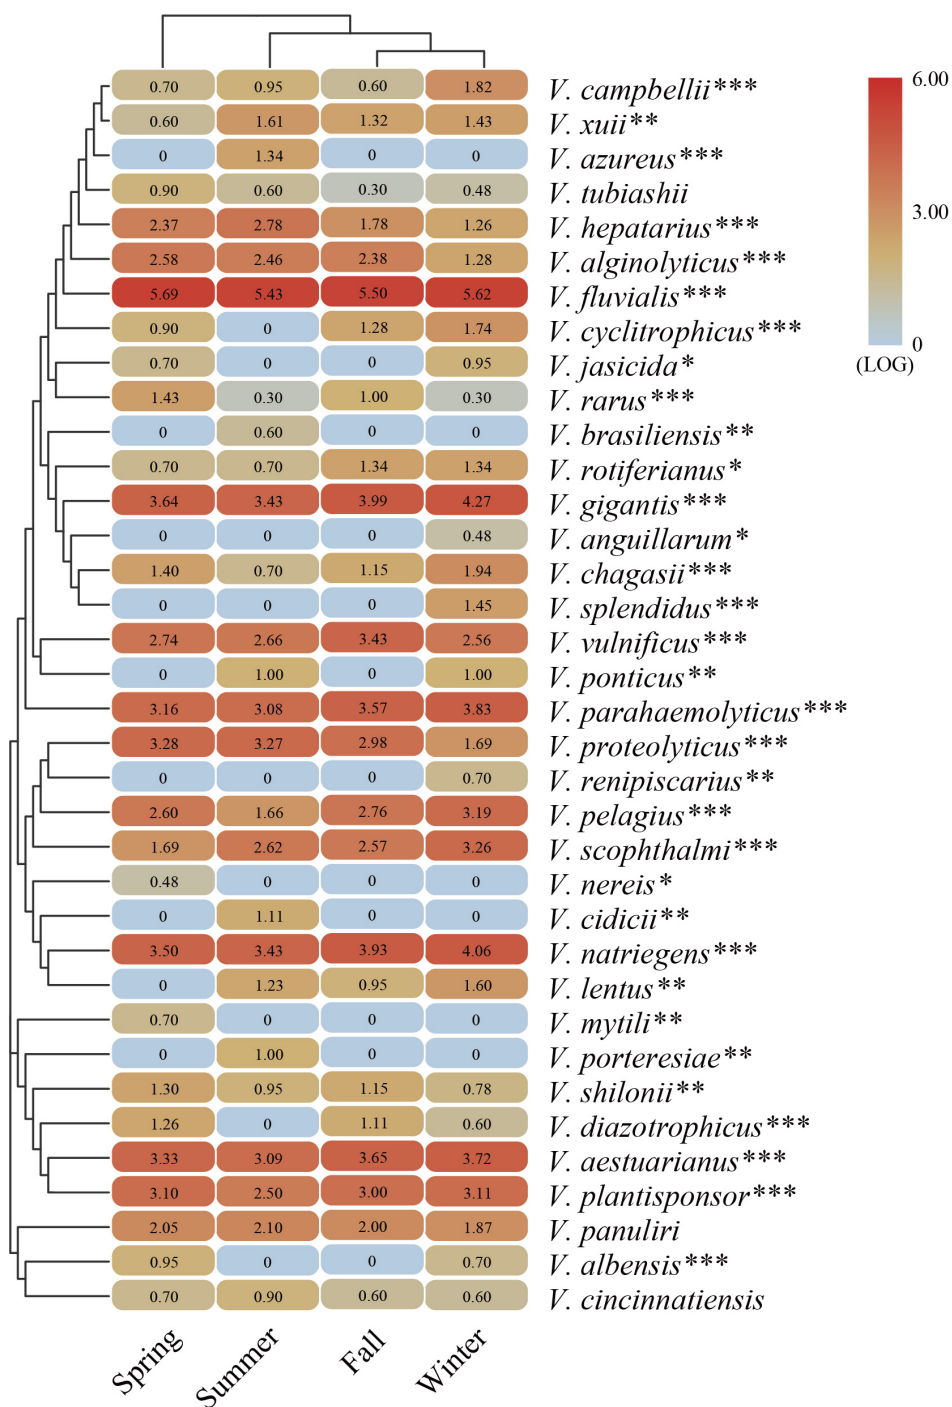 0.70 0.95 0.60 1.82 V. campbellii***
0.60 1.61 1.32 1.43 V. xuii**
0 1.34 0 0 V. azureus***
0.90 0.60 0.30 0.48 V. tubiashii
2.37 2.78 1.78 1.26 V. hepatarius***
2.58 2.46 2.38 1.28 V. alginolyticus***
5.69 5.43 5.50 5.62 V. fluvialis***
0.90 0 1.28 1.74 V. cyclitrophicus***
0.70 0 0 0.95 V. jasicida*
1.43 0.30 1.00 0.30 V. rarus***
0 0.60 0 0 V. brasiliensis**
0.70 0.70 1.34 1.34 V. rotiferianus*
3.64 3.43 3.99 4.27 V. gigantis***
0 0 0 0.48 V. anguillarum*
1.40 0.70 1.15 1.94 V. chagasii***
0 0 0 1.45 V. splendidus***
2.74 2.66 3.43 2.56 V. vulnificus***
0 1.00 0 1.00 V. ponticus**
3.16 3.08 3.57 3.83 V. parahaemolyticus***
3.28 3.27 2.98 1.69 V. proteolyticus***
0 0 0 0.70 V. renipiscarius**
2.60 1.66 2.76 3.19 V. pelagius***
1.69 2.62 2.57 3.26 V. scophthalmi***
0.48 0 0 0 V. nereis*
0 1.11 0 0 V. cidicii**
3.50 3.43 3.93 4.06 V. natriegens***
0 1.23 0.95 1.60 V. lentus**
0.70 0 0 0 V. mytili**
0 1.00 0 0 V. porteresiae**
1.30 0.95 1.15 0.78 V. shilonii**
1.26 0 1.11 0.60 V. diazotrophicus***
3.33 3.09 3.65 3.72 V. aestuarianus***
3.10 2.50 3.00 3.11 V. plantisponsor***
2.05 2.10 2.00 1.87 V. panuliri
0.95 0 0 0.70 V. albensis***
0.70 0.90 0.60 0.60 V. cincinnatiensis
Spring Summer Fall Winter
6.00
3.00
0
(LOG)